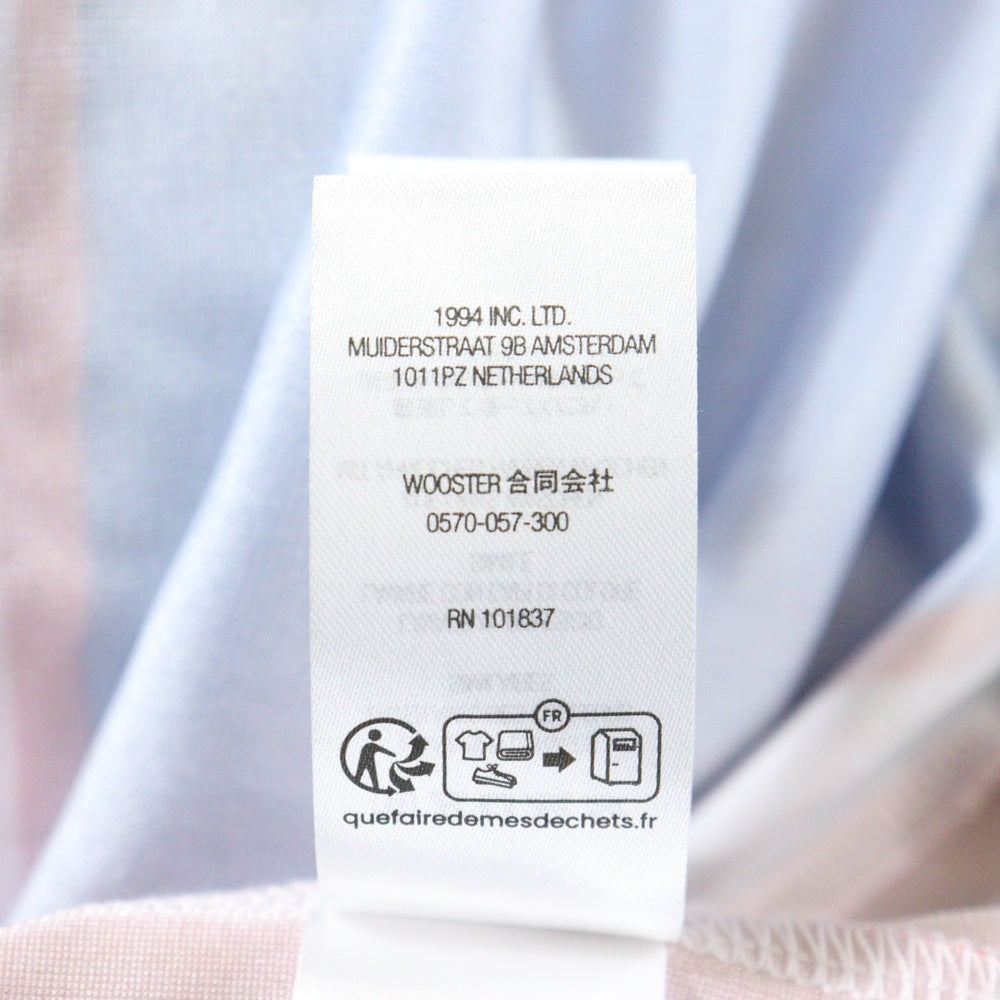 1994 INC. LTD.
MUIDERSTRAAT 9B AMSTERDAM
1011PZ NETHERLANDS
WOOSTER 合同会社
0570-057-300
RN 101837
FR
quefairedemesdechets.fr